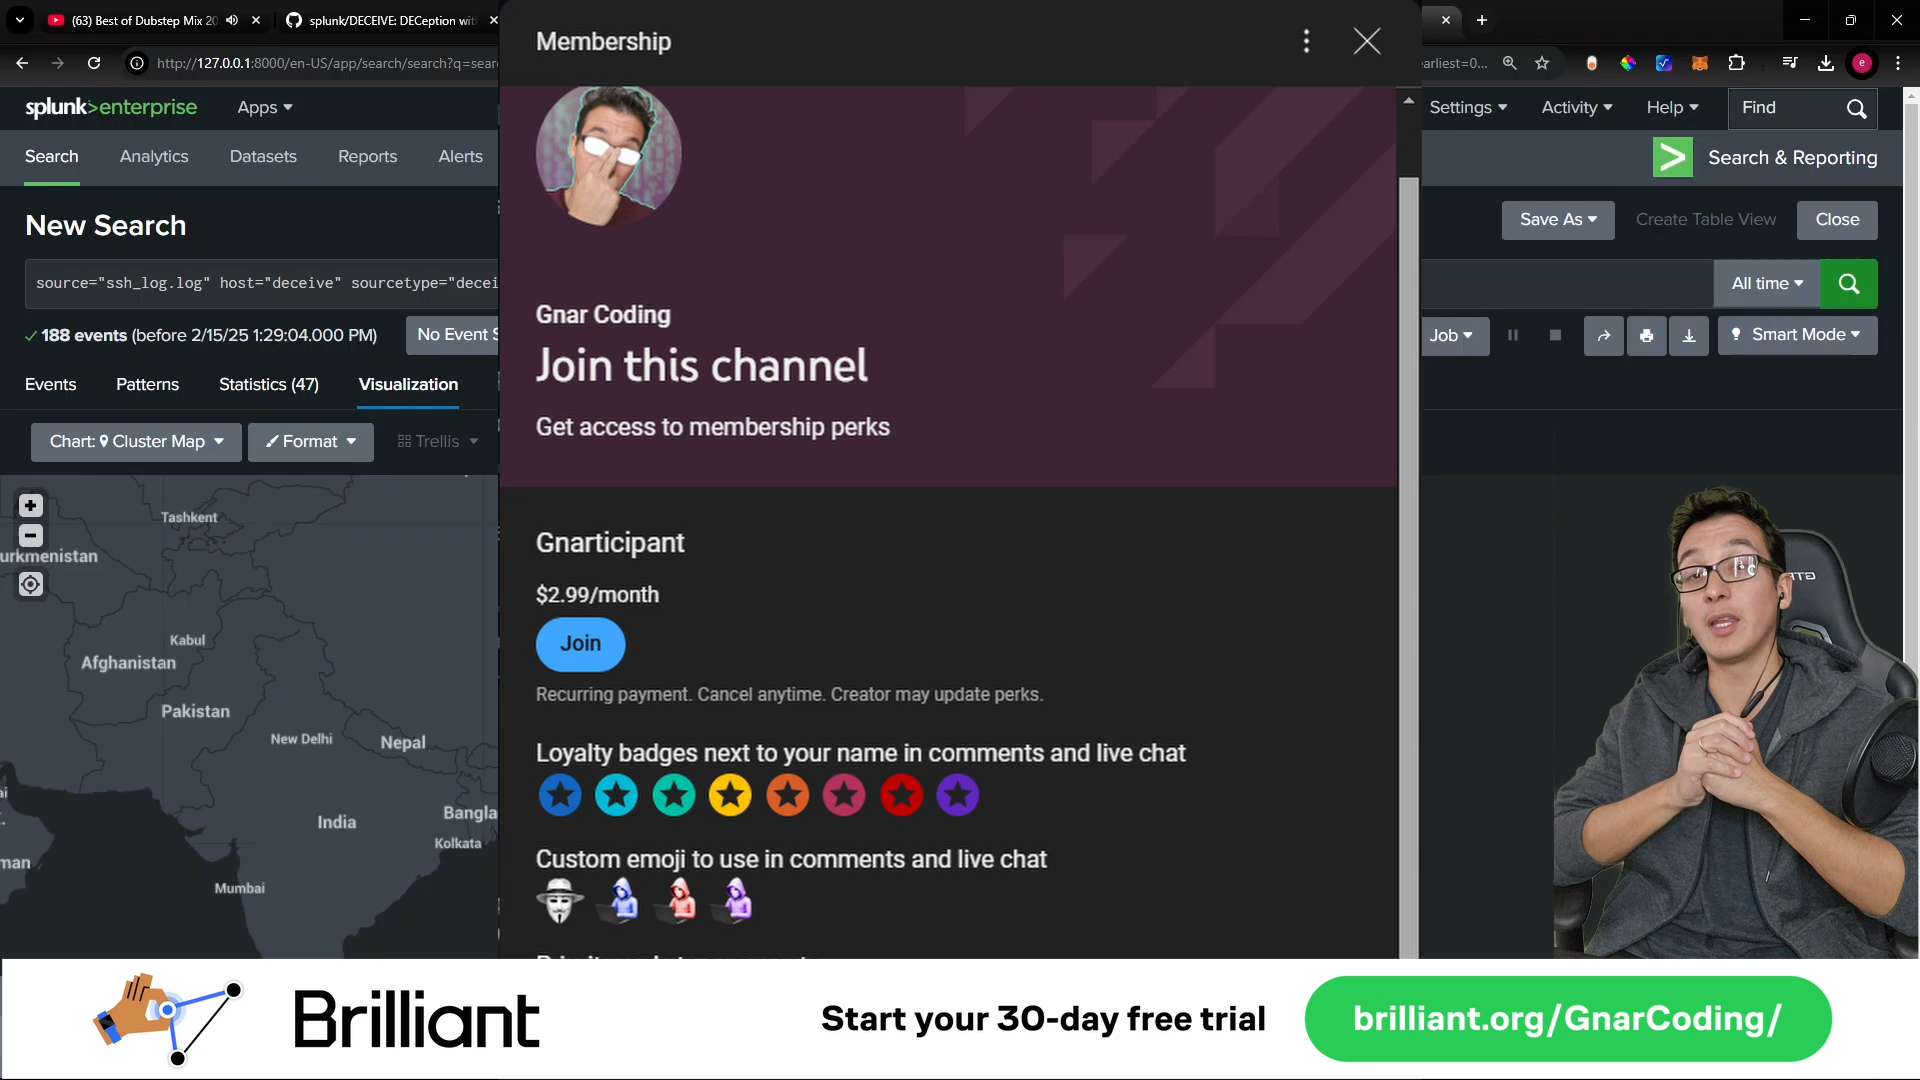 (63) Best of Dubstep Mix 20
splunk/DECEIVE: DECeption wit
http://127.0.0.1:8000/en-US/app/search/search?q=sear
arliest=0...
e
splunk>enterprise
Apps
Settings
Activity
Help
Find
Search
Analytics
Datasets
Reports
Alerts
Search & Reporting
New Search
Save As
Create Table View
Close
source="ssh_log.log" host="deceive" sourcetype="decei
All time
188 events (before 2/15/25 1:29:04.000 PM)
No Event S
Job
Smart Mode
Events
Patterns
Statistics (47)
Visualization
Chart: Cluster Map
Format
Trellis
Tashkent
urkmenistan
Kabul
Afghanistan
Pakistan
New Delhi
Nepal
India
Bangla
Kolkata
man
Mumbai
Membership
Gnar Coding
Join this channel
Get access to membership perks
Gnarticipant
$2.99/month
Join
Recurring payment. Cancel anytime. Creator may update perks.
Loyalty badges next to your name in comments and live chat
Custom emoji to use in comments and live chat
Brilliant
Start your 30-day free trial
brilliant.org/GnarCoding/